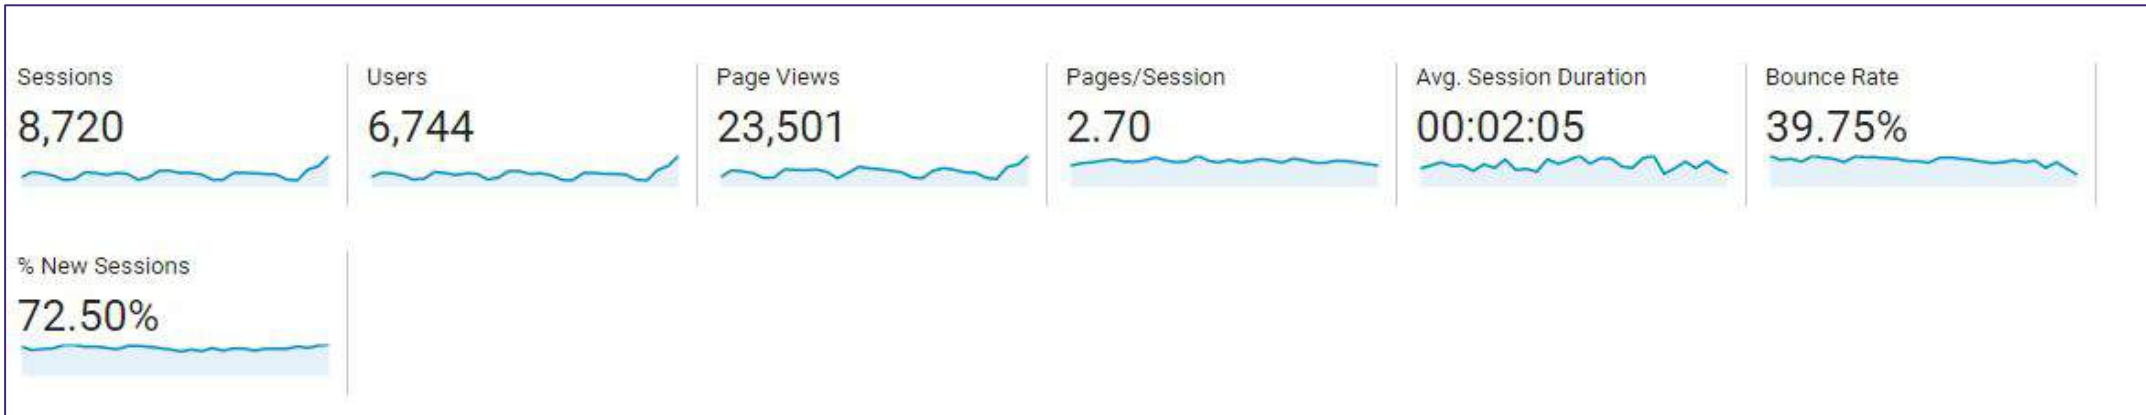 Sessions
8,720
Users
6,744
Page Views
23,501
Pages/Session
2.70
Avg. Session Duration
00:02:05
Bounce Rate
39.75%
% New Sessions
72.50%